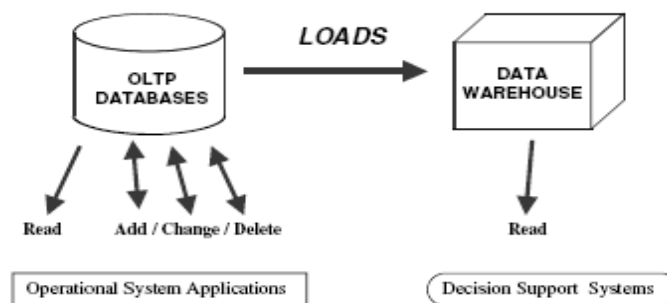 LOADS
OLTP
DATABASES
DATA
WAREHOUSE
Read
Add / Change / Delete
Read
Operational System Applications
Decision Support Systems